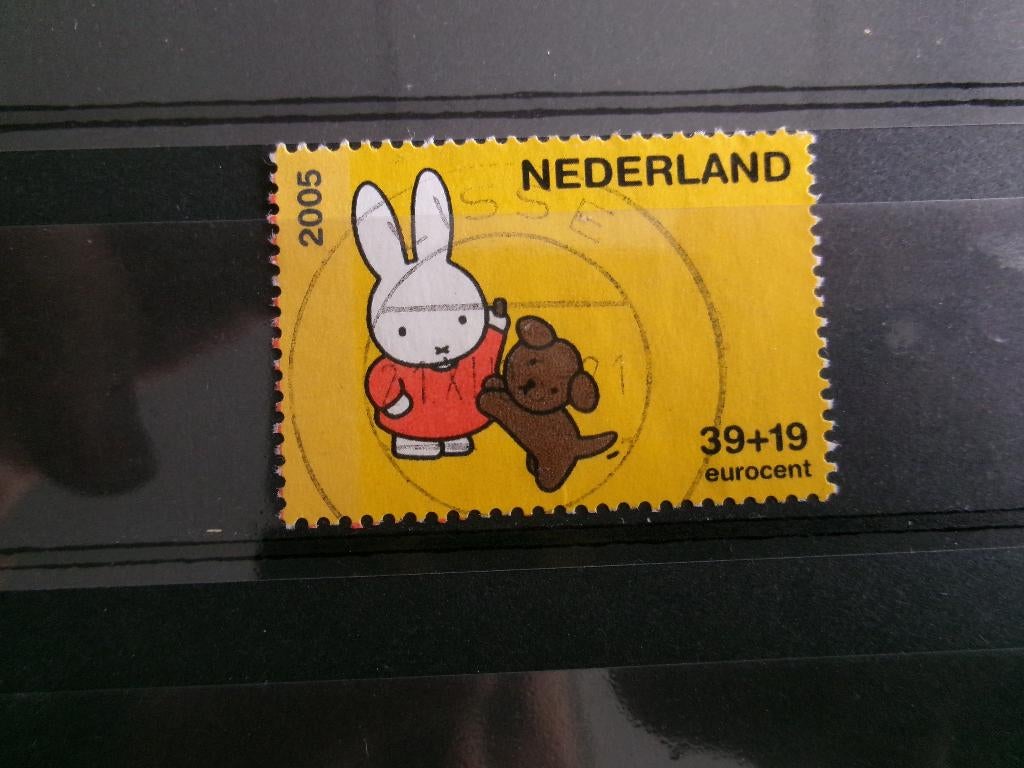 2005
NEDERLAND
39+19
eurocent